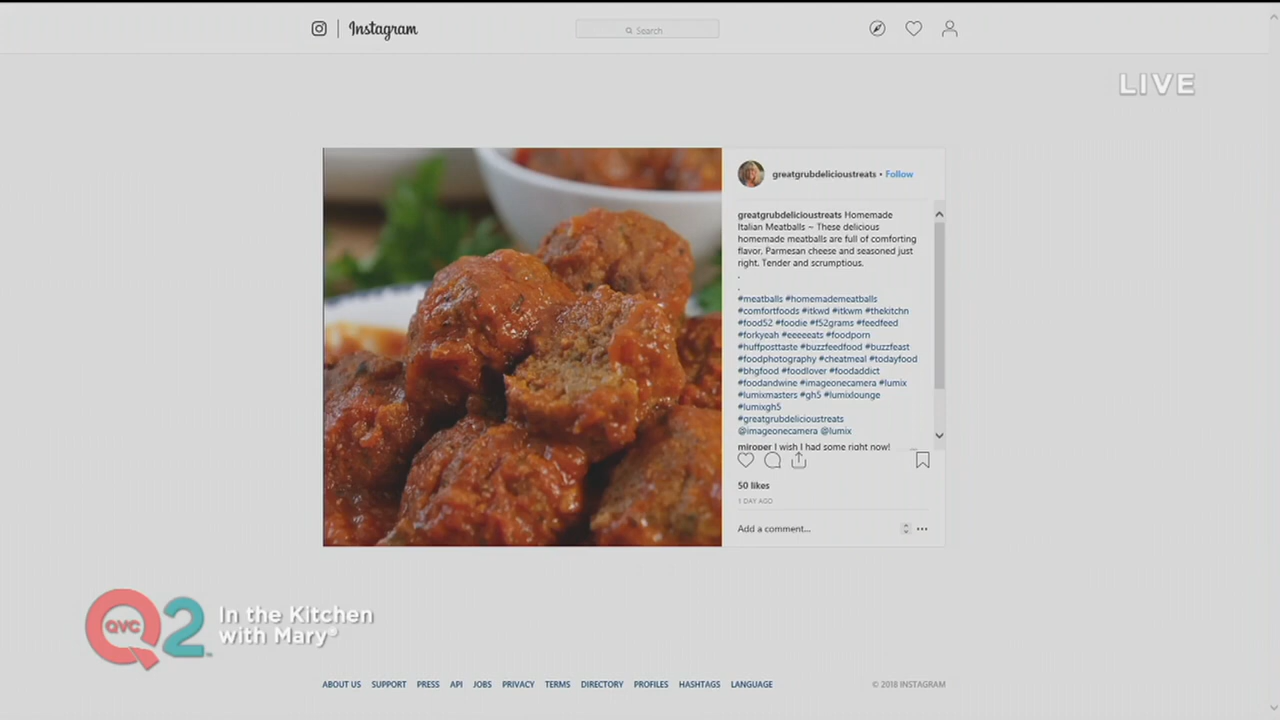 Instagram
Search
LIVE
greatgrubdelicioustreats • Follow
greatgrubdelicioustreats Homemade
Italian Meatballs ~ These delicious
homemade meatballs are full of comforting
flavor, Parmesan cheese and seasoned just
right. Tender and scrumptious.
.
.
#meatballs #homemademeatballs
#comfortfoods #itkwd #itkwm #thekitchn
#food52 #foodie #f52grams #feedfeed
#forkyeah #eeeeeats #foodporn
#huffposttaste #buzzfeedfood #buzzfeast
#foodphotography #cheatmeal #todayfood
#bhgfood #foodlover #foodaddict
#foodandwine #imageonecamera #lumix
#lumixmasters #gh5 #lumixlounge
#lumixgh5
#greatgrubdelicioustreats
@imageonecamera @lumix
miroper I wish I had some right now!
50 likes
1 DAY AGO
Add a comment...
QVC 2™
In the Kitchen
with Mary®
ABOUT US SUPPORT PRESS API JOBS PRIVACY TERMS DIRECTORY PROFILES HASHTAGS LANGUAGE
© 2018 INSTAGRAM